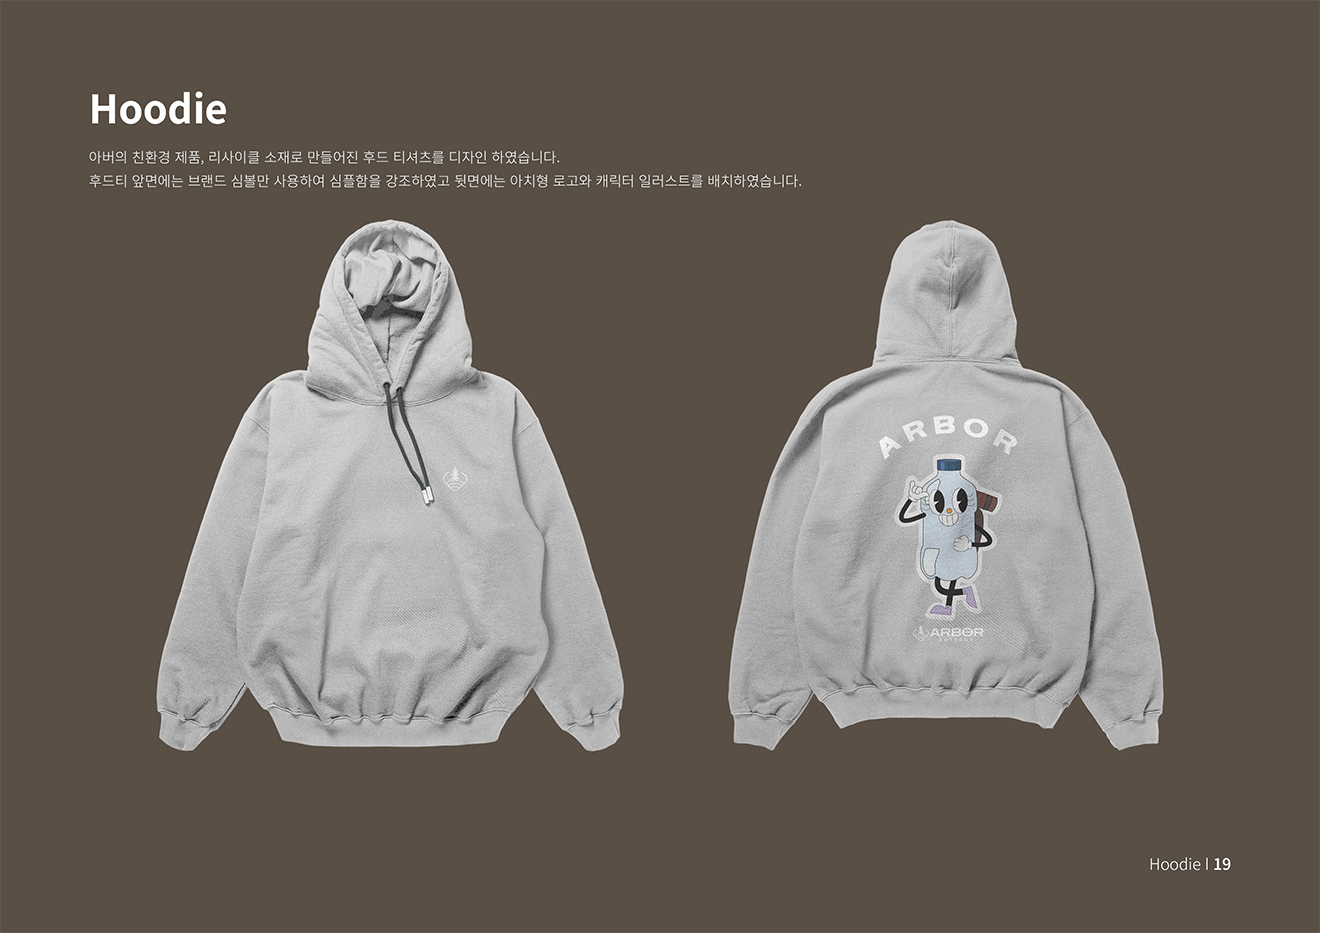 Hoodie
아버의 친환경 제품, 리사이클 소재로 만들어진 후드 티셔츠를 디자인 하였습니다.
후드티 앞면에는 브랜드 심볼만 사용하여 심플함을 강조하였고 뒷면에는 아치형 로고와 캐릭터 일러스트를 배치하였습니다.
ARBOR
ARBOR
Hoodie | 19